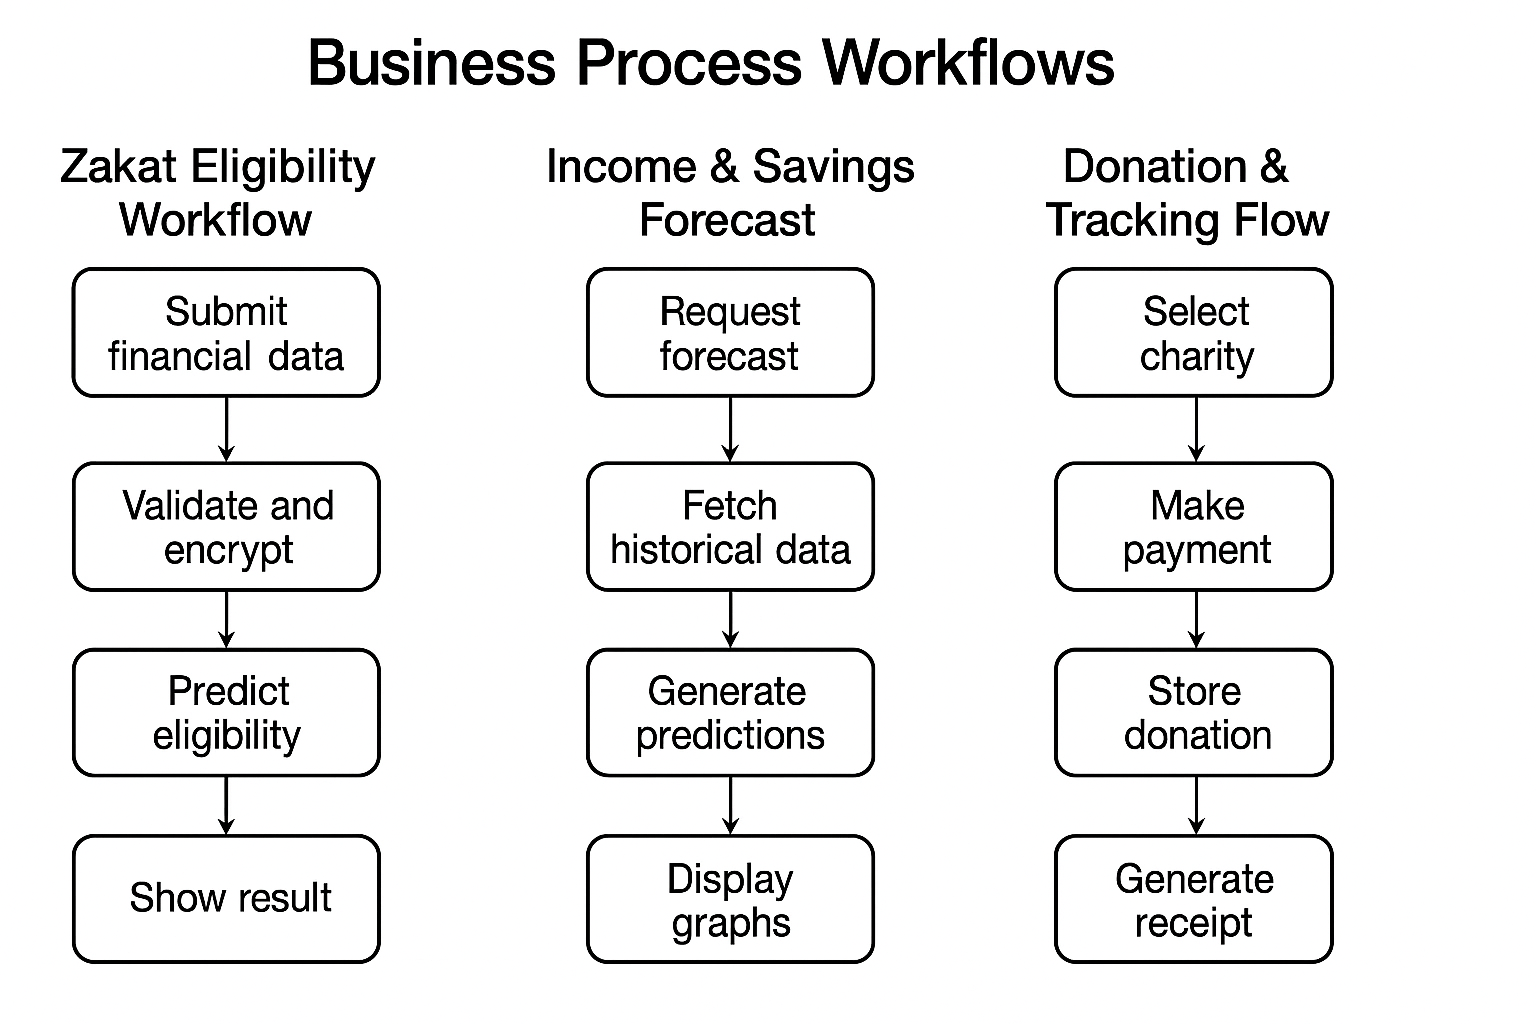 Business Process Workflows
Zakat Eligibility
Workflow
Submit
financial data
Validate and
encrypt
Predict
eligibility
Show result
Income & Savings
Forecast
Request
forecast
Fetch
historical data
Generate
predictions
Display
graphs
Donation &
Tracking Flow
Select
charity
Make
payment
Store
donation
Generate
receipt